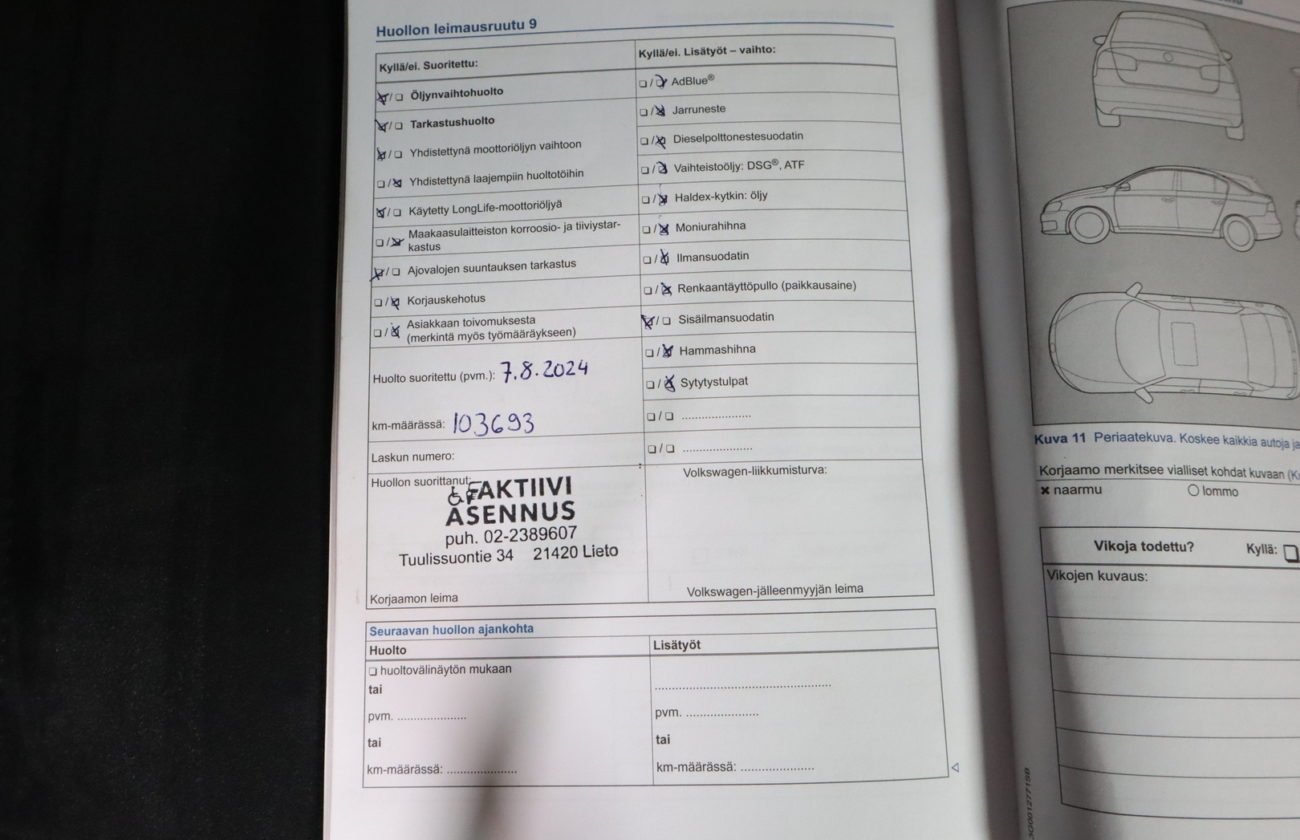 Huollon leimausruutu 9
Kyllä/ei. Suoritettu:
Öljynvaihtohuolto
Tarkastushuolto
Yhdistettynä moottoriöljyn vaihtoon
Yhdistettynä laajempiin huoltotöihin
Käytetty LongLife-moottoriöljyä
Maakaasulaitteiston korroosio- ja tiiviystar-
kastus
Ajovalojen suuntauksen tarkastus
Korjauskehotus
Asiakkaan toivomuksesta
(merkintä myös työmääräykseen)
Huolto suoritettu (pvm.): 7.8.2024
km-määrässä: 103693
Laskun numero:
Huollon suorittanut:
FAKTIIVI
ASENNUS
puh. 02-2389607
Tuulissuontie 34 21420 Lieto
Korjaamon leima
Kyllä/ei. Lisätyöt – vaihto:
AdBlue®
Jarruneste
Dieselpolttonestesuodatin
Vaihteistoöljy: DSG®, ATF
Haldex-kytkin: öljy
Moniurahihna
Ilmansuodatin
Renkaantäyttöpullo (paikkausaine)
Sisäilmansuodatin
Hammashihna
Sytytystulpat
Volkswagen-liikkumisturva:
Volkswagen-jälleenmyyjän leima
Seuraavan huollon ajankohta
Huolto
huoltovälinäytön mukaan
tai
pvm. ....................
tai
km-määrässä: ....................
Lisätyöt
pvm. ....................
tai
km-määrässä: ....................
Kuva 11 Periaatekuva. Koskee kaikkia autoja ja
Korjaamo merkitsee vialliset kohdat kuvaan
naarmu
lommo
Vikoja todettu? Kyllä:
Vikojen kuvaus: